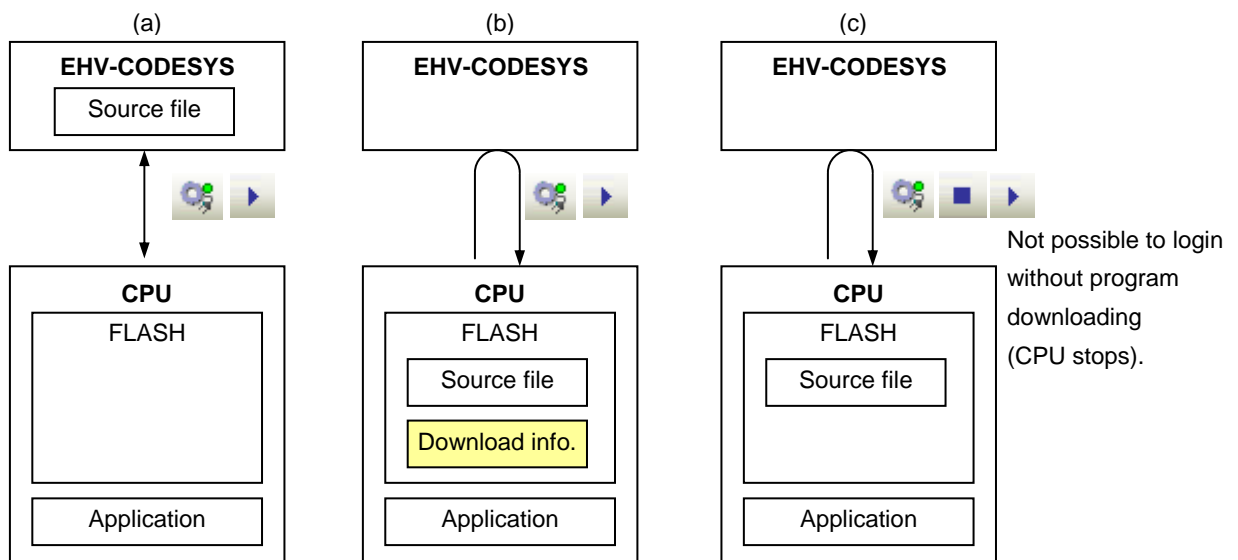 (a)
EHV-CODESYS
Source file
CPU
FLASH
Application
(b)
EHV-CODESYS
CPU
FLASH
Source file
Download info.
Application
(c)
EHV-CODESYS
CPU
FLASH
Source file
Application
Not possible to login
without program
downloading
(CPU stops).